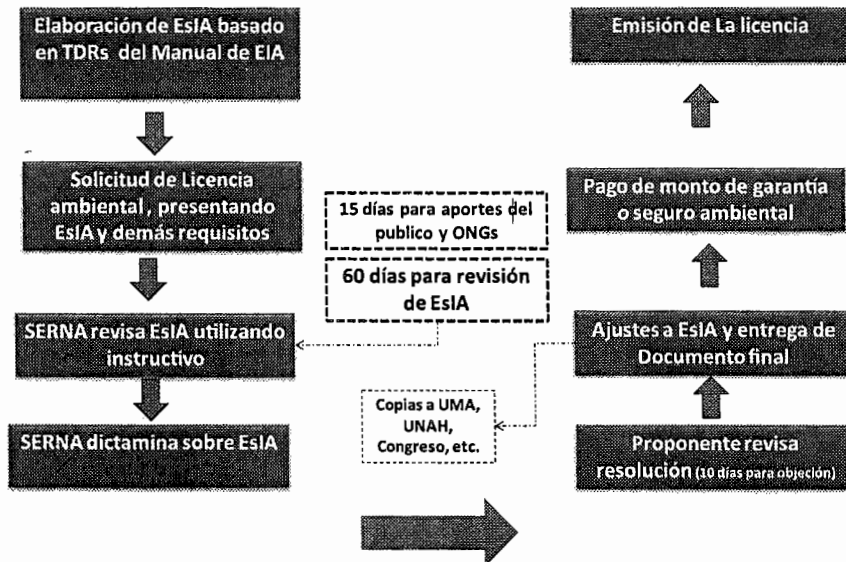 Elaboración de EsIA basado
en TDRs del Manual de EIA
Solicitud de Licencia
ambiental , presentando
EsIA y demás requisitos
SERNA revisa EsIA utilizando
instructivo
SERNA dictamina sobre EsIA
15 días para aportes del
publico y ONGs
60 días para revisión
de EsIA
Copias a UMA,
UNAH,
Congreso, etc.
Emisión de La licencia
Pago de monto de garantía
o seguro ambiental
Ajustes a EsIA y entrega de
Documento final
Proponente revisa
resolución (10 días para objeción)